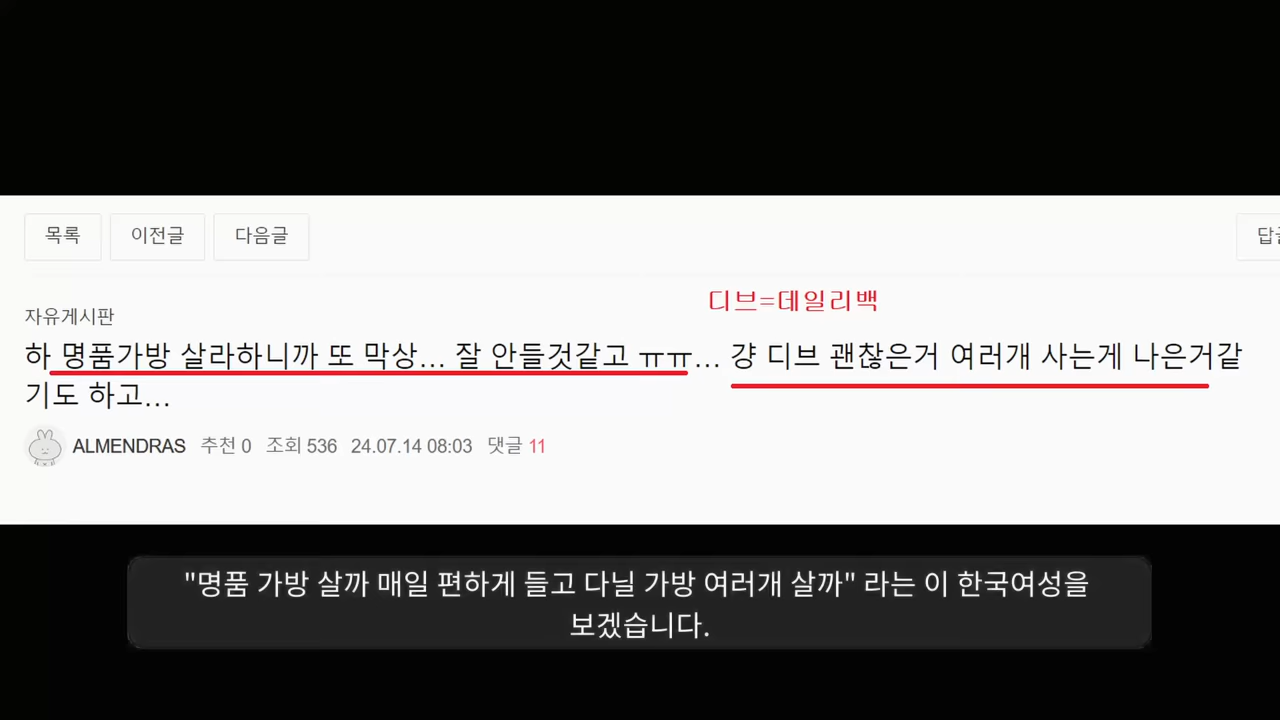 목록 이전글 다음글
자유게시판
디브=데일리백
하 명품가방 살라하니까 또 막상... 잘 안들것같고 ㅠㅠ... 걍 디브 괜찮은거 여러개 사는게 나은거같
기도 하고...
ALMENDRAS 추천 0 조회 536 24.07.14 08:03 댓글 11
"명품 가방 살까 매일 편하게 들고 다닐 가방 여러개 살까" 라는 이 한국여성을
보겠습니다.